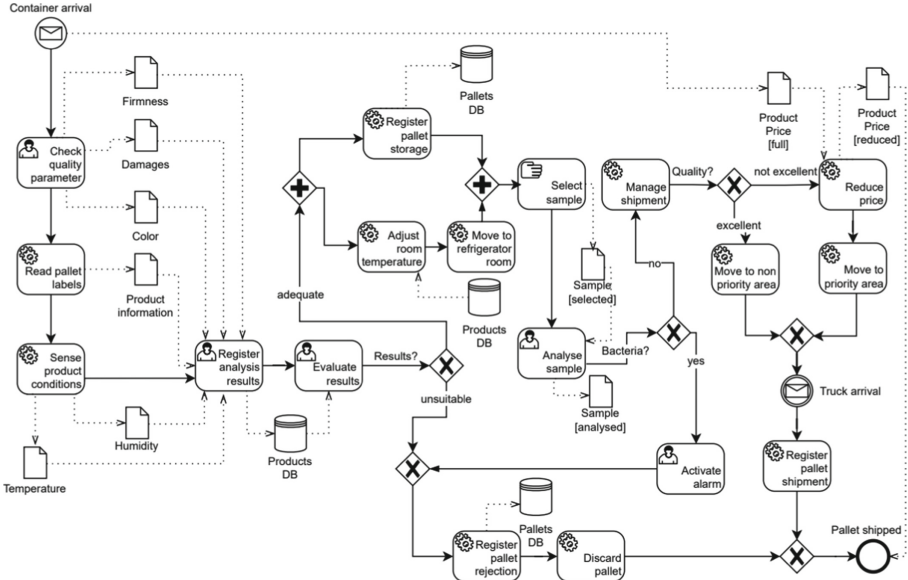 Container arrival
Firmness
Damages
Color
Product
information
Check
quality
parameter
Read pallet
labels
Sense
product
conditions
Humidity
Temperature
Register
analysis
results
Products
DB
Evaluate
results
Results?
adequate
unsuitable
Register
pallet
storage
Pallets
DB
Adjust
room
temperature
Move to
refrigerator
room
Products
DB
Select
sample
Sample
[selected]
Analyse
sample
Sample
[analysed]
Bacteria?
no
yes
Manage
shipment
Quality?
not excellent
excellent
Product
Price
[full]
Product
Price
[reduced]
Reduce
price
Move to non
priority area
Move to
priority area
Truck arrival
Register
pallet
shipment
Activate
alarm
Pallets
DB
Register
pallet
rejection
Discard
pallet
Pallet shipped